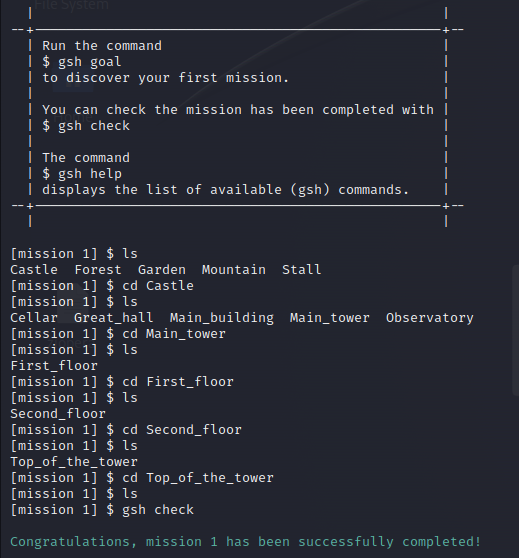 File System
Run the command
$ gsh goal
to discover your first mission.
You can check the mission has been completed with
$ gsh check
The command
$ gsh help
displays the list of available (gsh) commands.
[mission 1] $ ls
Castle  Forest  Garden  Mountain  Stall
[mission 1] $ cd Castle
[mission 1] $ ls
Cellar  Great_hall  Main_building  Main_tower  Observatory
[mission 1] $ cd Main_tower
[mission 1] $ ls
First_floor
[mission 1] $ cd First_floor
[mission 1] $ ls
Second_floor
[mission 1] $ cd Second_floor
[mission 1] $ ls
Top_of_the_tower
[mission 1] $ cd Top_of_the_tower
[mission 1] $ ls
[mission 1] $ gsh check
Congratulations, mission 1 has been successfully completed!